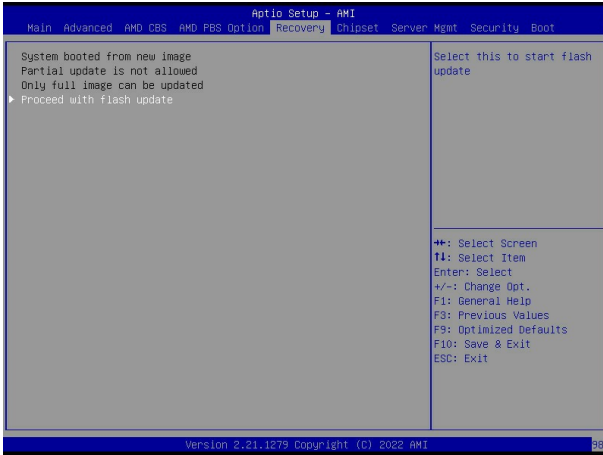 Aptio Setup – AMI
Main Advanced AMD CBS AMD PBS Option Recovery Chipset Server Mgmt Security Boot
System booted from new image
Partial update is not allowed
Only full image can be updated
Proceed with flash update
Select this to start flash
update
→←: Select Screen
↑↓: Select Item
Enter: Select
+/-: Change Opt.
F1: General Help
F3: Previous Values
F9: Optimized Defaults
F10: Save & Exit
ESC: Exit
Version 2.21.1279 Copyright (C) 2022 AMI
98